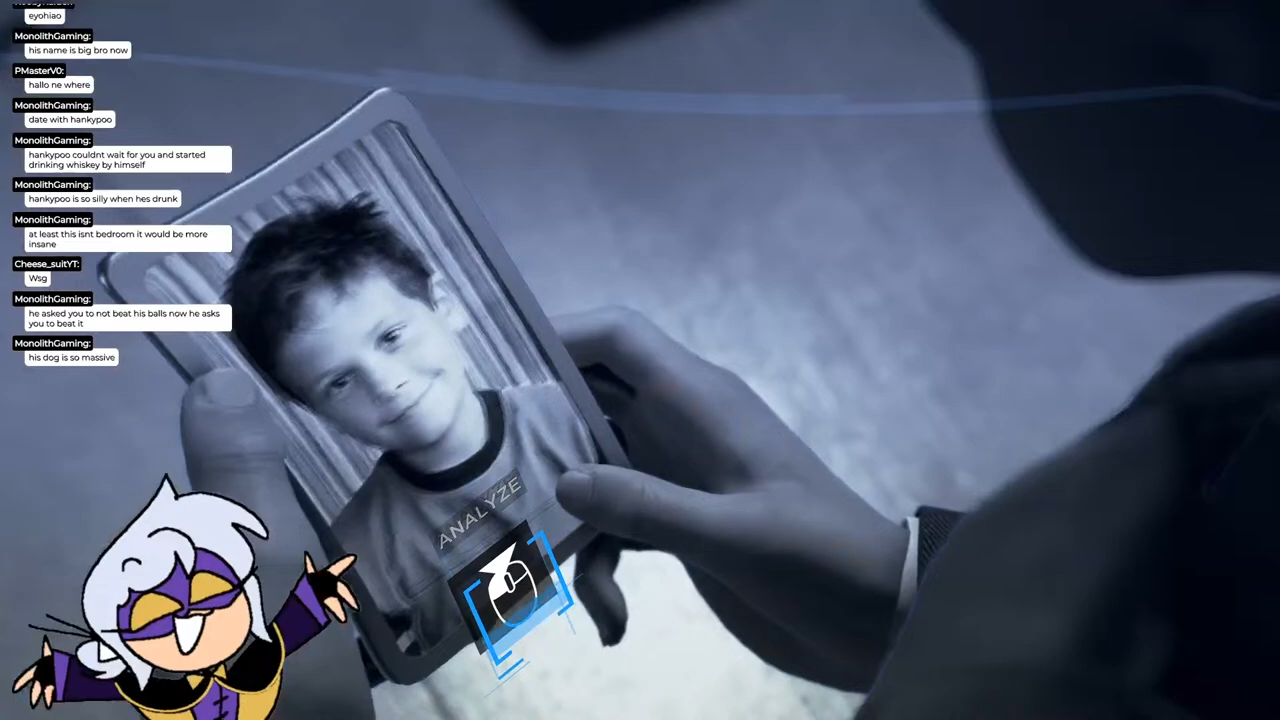 eyohiao
MonolithGaming:
his name is big bro now
PMasterV0:
hallo ne where
MonolithGaming:
date with hankypoo
MonolithGaming:
hankypoo couldnt wait for you and started
drinking whiskey by himself
MonolithGaming:
hankypoo is so silly when hes drunk
MonolithGaming:
at least this isnt bedroom it would be more
insane
Cheese_suitYT:
Wsg
MonolithGaming:
he asked you to not beat his balls now he asks
you to beat it
MonolithGaming:
his dog is so massive
ANALYZE